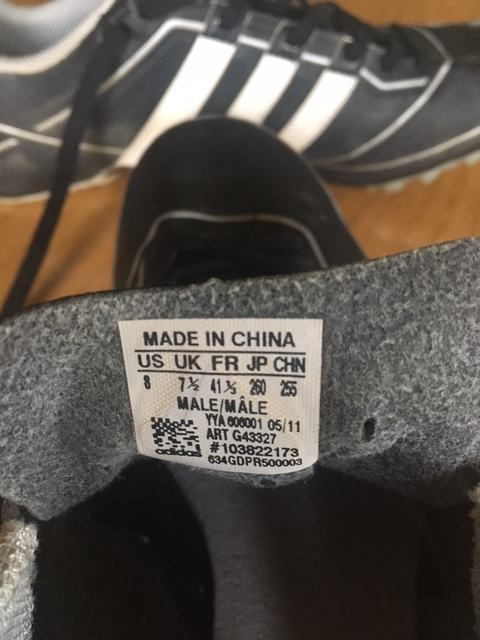 MADE IN CHINA
US UK FR JP CHN
8 7½ 41⅓ 260 255
MALE/MÂLE
YYA 606001 05/11
ART G43327
#103822173
adidas
634GDPR500003